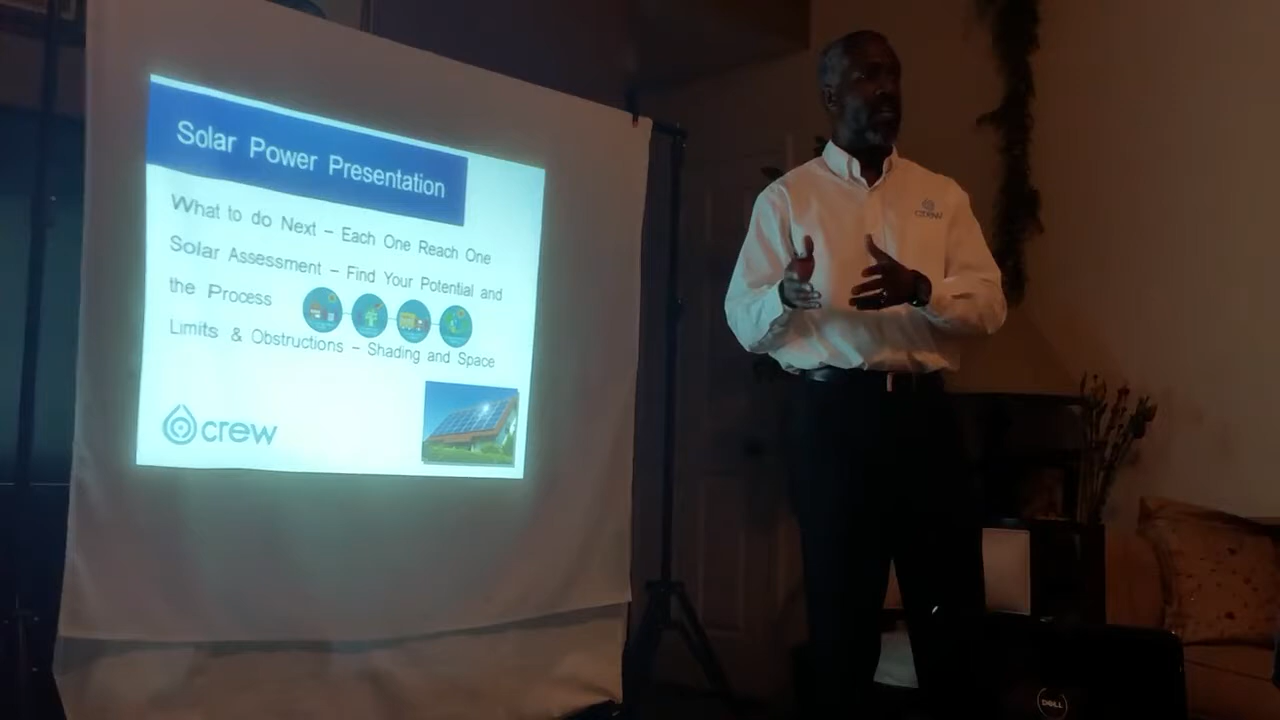 Solar Power Presentation
What to do Next – Each One Reach One
Solar Assessment – Find Your Potential and
the Process
Limits & Obstructions – Shading and Space
crew
crew
DELL